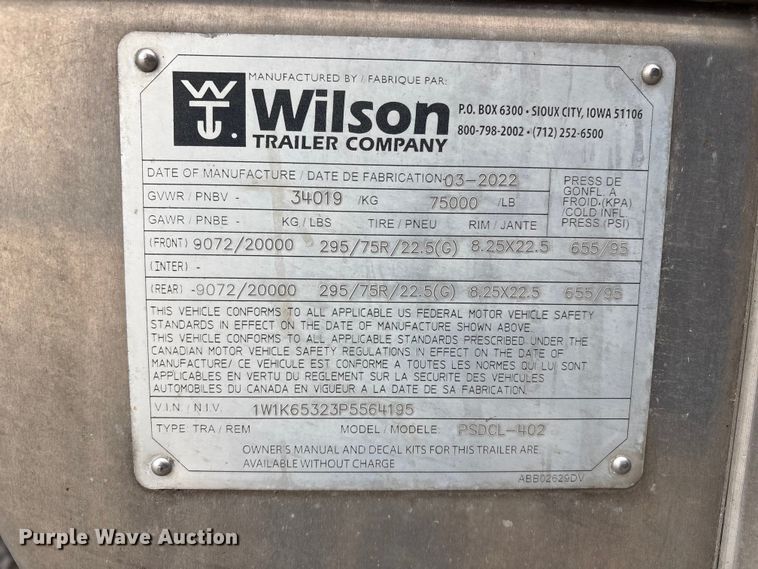 MANUFACTURED BY / FABRIQUE PAR:
WTC.
Wilson
TRAILER COMPANY
P.O. BOX 6300 • SIOUX CITY, IOWA 51106
800-798-2002 • (712) 252-6500
DATE OF MANUFACTURE / DATE DE FABRICATION-03-2022
GVWR / PNBV - 34019 /KG 75000 /LB
PRESS DE
GONFL. A
FROID.(KPA)
/COLD INFL.
PRESS.(PSI)
GAWR / PNBE - KG / LBS TIRE / PNEU RIM / JANTE
(FRONT) 9072/20000 295/75R/22.5(G) 8.25X22.5 655/95
(INTER) -
(REAR) -9072/20000 295/75R/22.5(G) 8.25X22.5 655/95
THIS VEHICLE CONFORMS TO ALL APPLICABLE US FEDERAL MOTOR VEHICLE SAFETY
STANDARDS IN EFFECT ON THE DATE OF MANUFACTURE SHOWN ABOVE.
THIS VEHICLE CONFORMS TO ALL APPLICABLE STANDARDS PRESCRIBED UNDER THE
CANADIAN MOTOR VEHICLE SAFETY REGULATIONS IN EFFECT ON THE DATE OF
MANUFACTURE/ CE VEHICULE EST CONFORME A TOUTES LES NORMES QUI LUI SONT
APPLICABLES EN VERTU DU REGLEMENT SUR LA SECURITE DES VEHICULES
AUTOMOBILES DU CANADA EN VIGUEUR A LA DATE DE SA FABRICATION.
V.I.N / N.I.V. 1W1K65323P5564195
TYPE: TRA / REM MODEL / MODELE: PSDCL-402
OWNER'S MANUAL AND DECAL KITS FOR THIS TRAILER ARE
AVAILABLE WITHOUT CHARGE
ABB02629DV
Purple Wave Auction